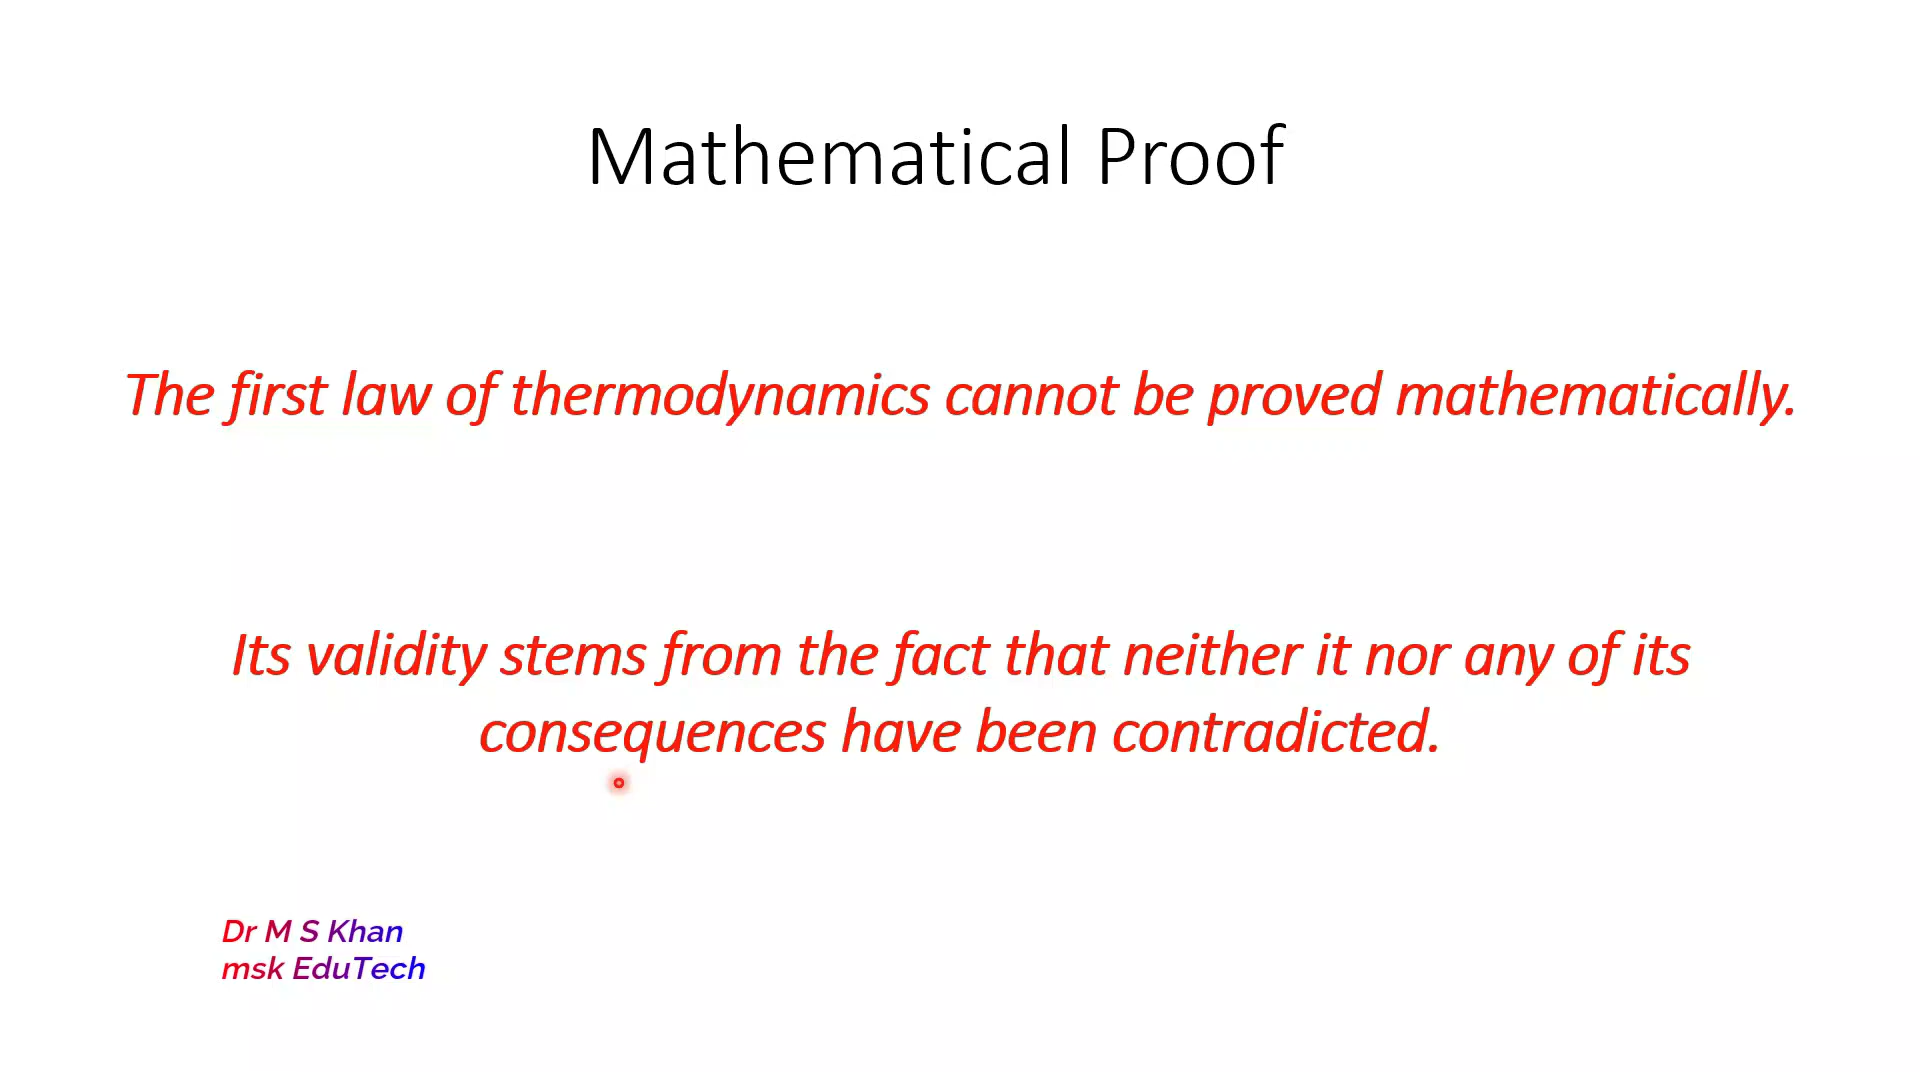 Mathematical Proof
The first law of thermodynamics cannot be proved mathematically.
Its validity stems from the fact that neither it nor any of its
consequences have been contradicted.
Dr M S Khan
msk EduTech